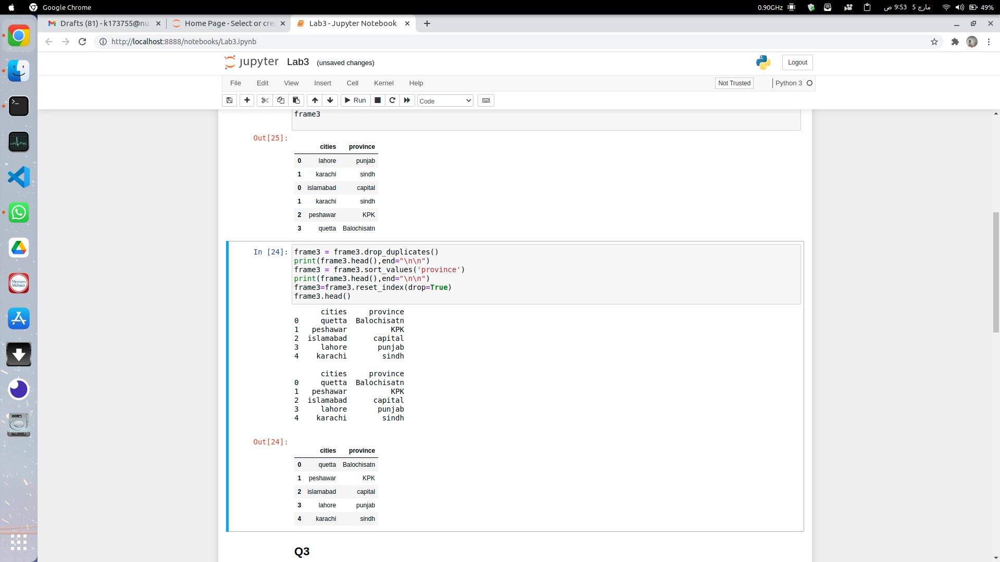 Google Chrome
0.90GHz
ص 9:53 5 مارچ
49%
Drafts (81) - k173755@nu
Home Page - Select or cre
Lab3 - Jupyter Notebook
http://localhost:8888/notebooks/Lab3.ipynb
jupyter Lab3 (unsaved changes)
Logout
File Edit View Insert Cell Kernel Help
Not Trusted
Python 3
Run
Code
frame3
Out[25]:
cities province
0 lahore punjab
1 karachi sindh
0 islamabad capital
1 karachi sindh
2 peshawar KPK
3 quetta Balochisatn
In [24]: frame3 = frame3.drop_duplicates()
print(frame3.head(),end="\n\n")
frame3 = frame3.sort_values('province')
print(frame3.head(),end="\n\n")
frame3=frame3.reset_index(drop=True)
frame3.head()
cities province
0 quetta Balochisatn
1 peshawar KPK
2 islamabad capital
3 lahore punjab
4 karachi sindh
cities province
0 quetta Balochisatn
1 peshawar KPK
2 islamabad capital
3 lahore punjab
4 karachi sindh
Out[24]:
cities province
0 quetta Balochisatn
1 peshawar KPK
2 islamabad capital
3 lahore punjab
4 karachi sindh
Q3
Merriam-
Webster